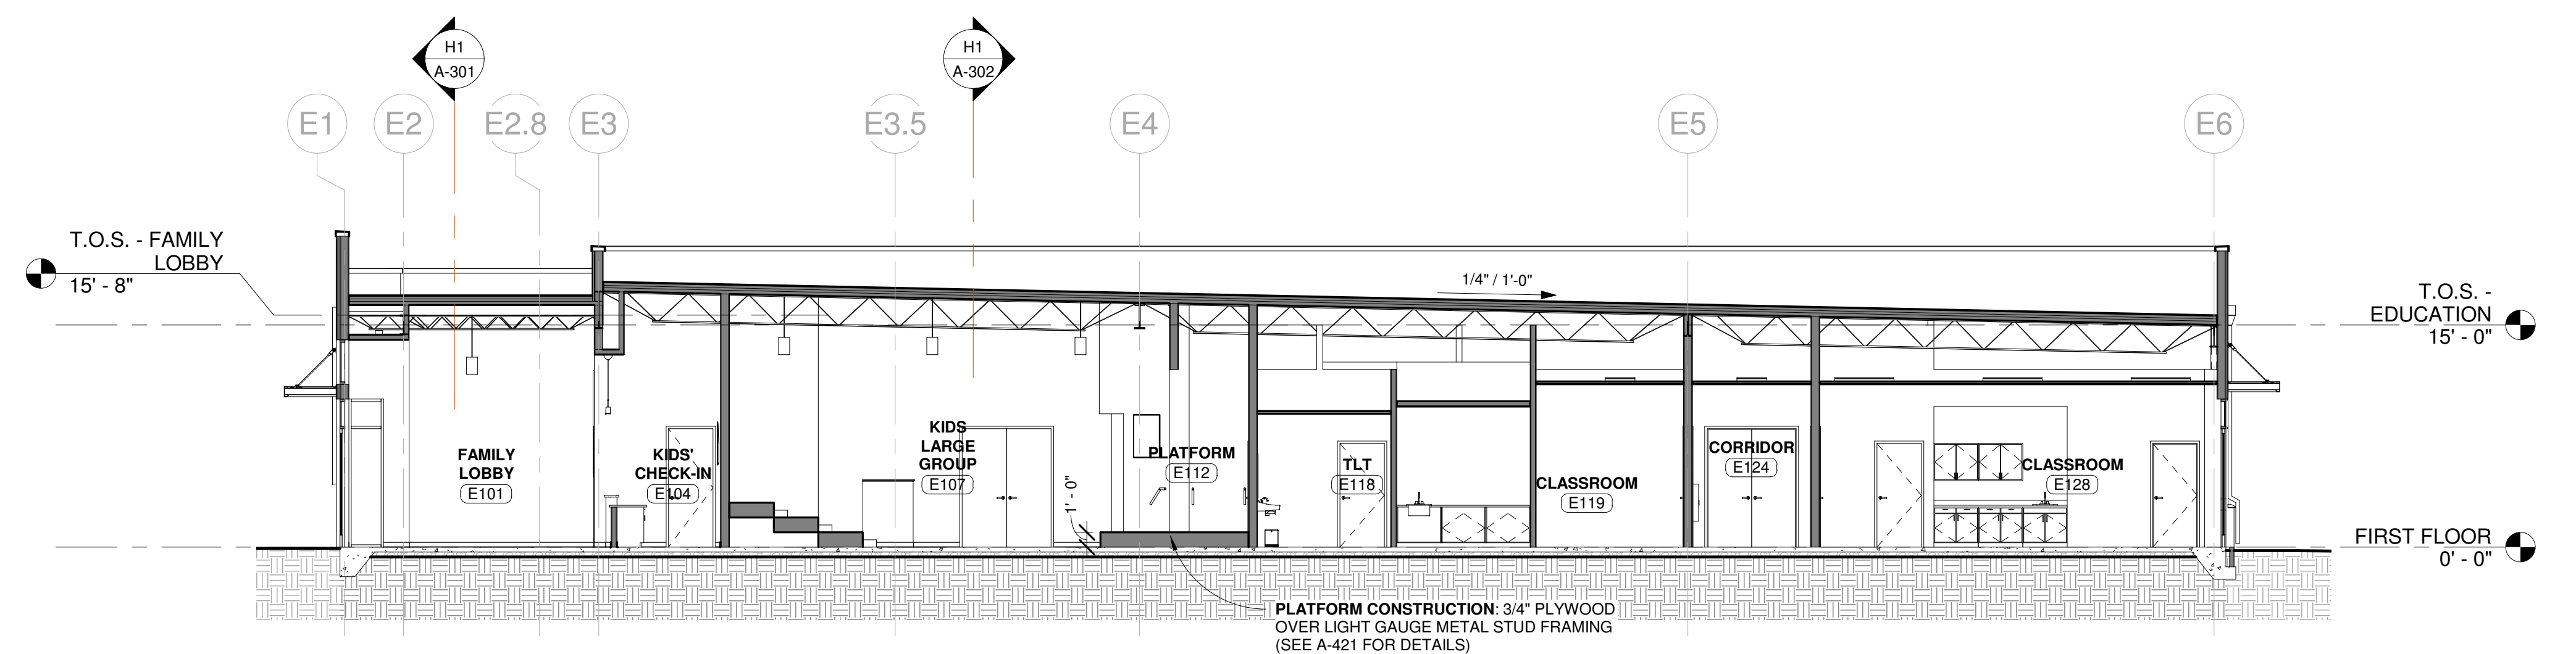 H1
A-301
H1
A-302
E1
E2
E2.8
E3
E3.5
E4
E5
E6
T.O.S. - FAMILY
LOBBY
15' - 8"
1/4" / 1'-0"
T.O.S. -
EDUCATION
15' - 0"
FAMILY
LOBBY
E101
KIDS'
CHECK-IN
E104
KIDS
LARGE
GROUP
E107
1' - 0"
PLATFORM
E112
TLT
E118
CLASSROOM
E119
CORRIDOR
E124
CLASSROOM
E128
FIRST FLOOR
0' - 0"
PLATFORM CONSTRUCTION: 3/4" PLYWOOD
OVER LIGHT GAUGE METAL STUD FRAMING
(SEE A-421 FOR DETAILS)